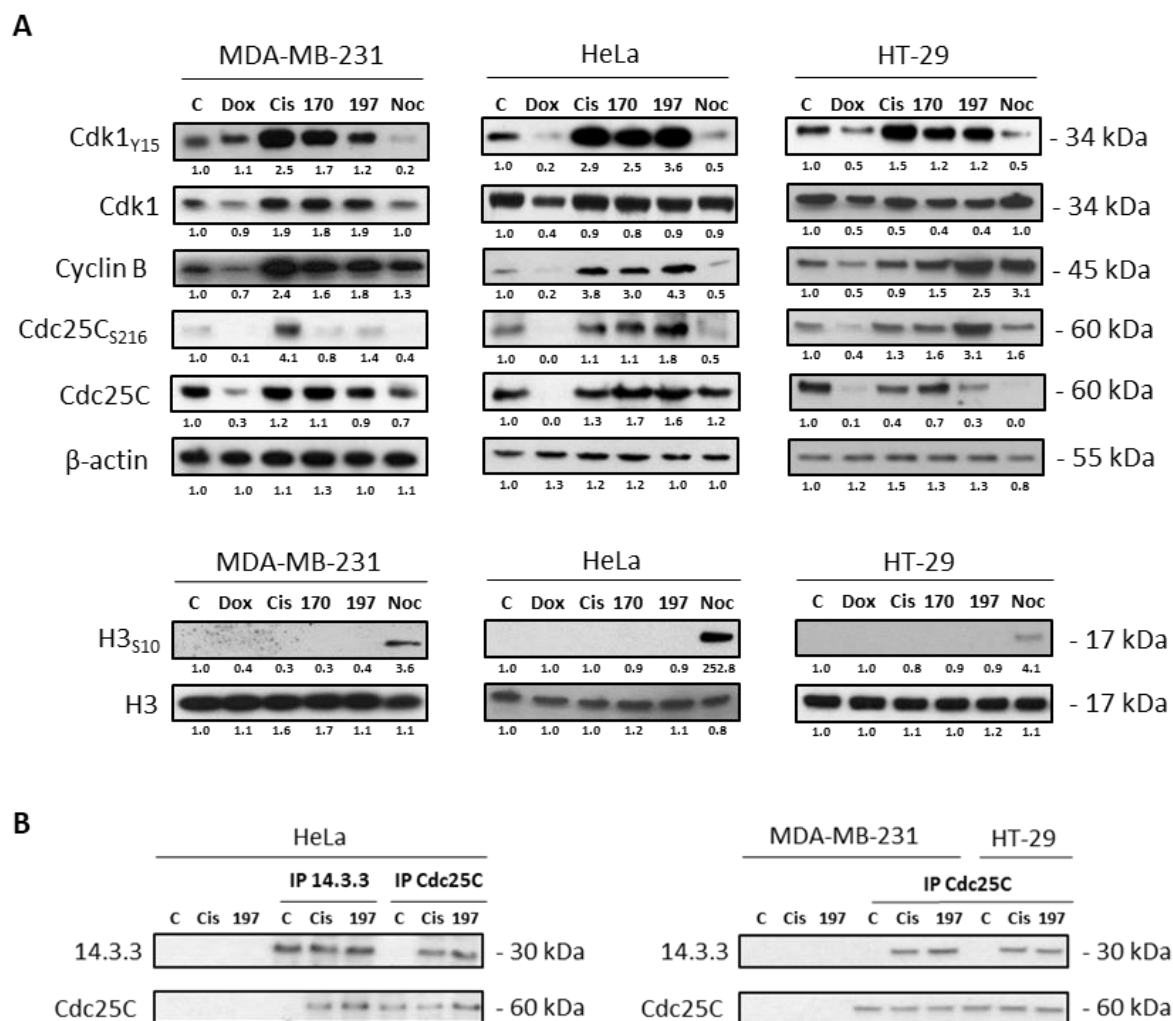 A
MDA-MB-231 HeLa HT-29
C Dox Cis 170 197 Noc C Dox Cis 170 197 Noc C Dox Cis 170 197 Noc
Cdk1Y15 - 34 kDa
1.0 1.1 2.5 1.7 1.2 0.2 1.0 0.2 2.9 2.5 3.6 0.5 1.0 0.5 1.5 1.2 1.2 0.5
Cdk1 - 34 kDa
1.0 0.9 1.9 1.8 1.9 1.0 1.0 0.4 0.9 0.8 0.9 0.9 1.0 0.5 0.5 0.4 0.4 1.0
Cyclin B - 45 kDa
1.0 0.7 2.4 1.6 1.8 1.3 1.0 0.2 3.8 3.0 4.3 0.5 1.0 0.5 0.9 1.5 2.5 3.1
Cdc25CS216 - 60 kDa
1.0 0.1 4.1 0.8 1.4 0.4 1.0 0.0 1.1 1.1 1.8 0.5 1.0 0.4 1.3 1.6 3.1 1.6
Cdc25C - 60 kDa
1.0 0.3 1.2 1.1 0.9 0.7 1.0 0.0 1.3 1.7 1.6 1.2 1.0 0.1 0.4 0.7 0.3 0.0
β-actin - 55 kDa
1.0 1.0 1.1 1.3 1.0 1.1 1.0 1.3 1.2 1.2 1.0 1.0 1.0 1.2 1.5 1.3 1.3 0.8
MDA-MB-231 HeLa HT-29
C Dox Cis 170 197 Noc C Dox Cis 170 197 Noc C Dox Cis 170 197 Noc
H3S10 - 17 kDa
1.0 0.4 0.3 0.3 0.4 3.6 1.0 1.0 1.0 0.9 0.9 252.8 1.0 1.0 0.8 0.9 0.9 4.1
H3 - 17 kDa
1.0 1.1 1.6 1.7 1.1 1.1 1.0 1.0 1.0 1.2 1.1 0.8 1.0 1.0 1.1 1.0 1.2 1.1
B
HeLa MDA-MB-231 HT-29
IP 14.3.3 IP Cdc25C IP Cdc25C
C Cis 197 C Cis 197 C Cis 197 C Cis 197 C Cis 197 C Cis 197
14.3.3 - 30 kDa 14.3.3 - 30 kDa
Cdc25C - 60 kDa Cdc25C - 60 kDa